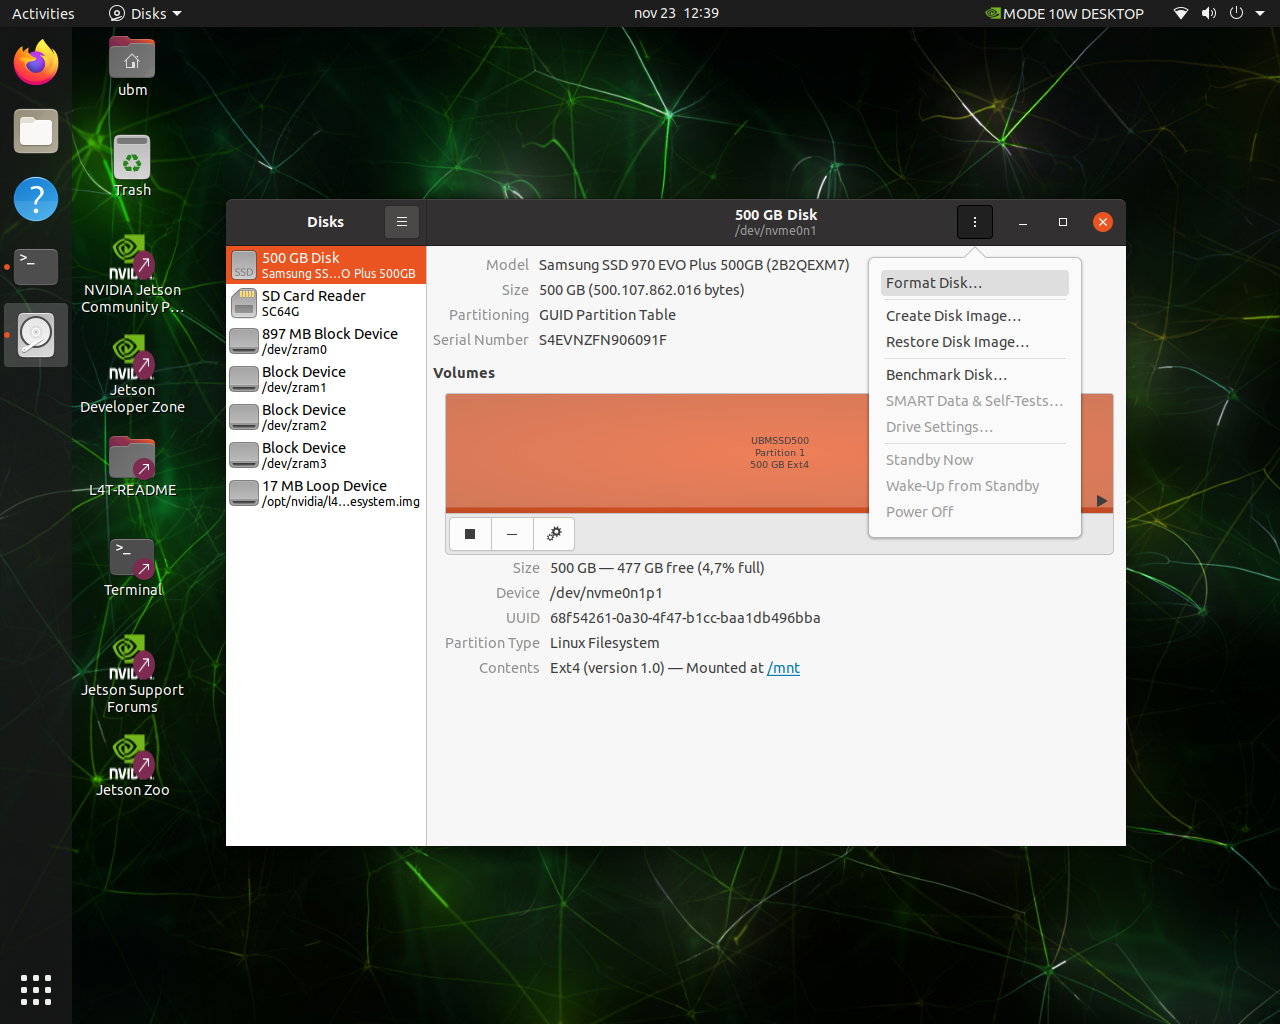 Activities
Disks
nov 23 12:39
MODE 10W DESKTOP
ubm
Trash
NVIDIA Jetson
Community P...
Jetson
Developer Zone
L4T-README
Terminal
Jetson Support
Forums
Jetson Zoo
Disks
500 GB Disk
/dev/nvme0n1
500 GB Disk
Samsung SS...O Plus 500GB
SD Card Reader
SC64G
897 MB Block Device
/dev/zram0
Block Device
/dev/zram1
Block Device
/dev/zram2
Block Device
/dev/zram3
17 MB Loop Device
/opt/nvidia/l4...esystem.img
Model Samsung SSD 970 EVO Plus 500GB (2B2QEXM7)
Size 500 GB (500.107.862.016 bytes)
Partitioning GUID Partition Table
Serial Number S4EVNZFN906091F
Volumes
UBMSSD500
Partition 1
500 GB Ext4
Size 500 GB — 477 GB free (4,7% full)
Device /dev/nvme0n1p1
UUID 68f54261-0a30-4f47-b1cc-baa1db496bba
Partition Type Linux Filesystem
Contents Ext4 (version 1.0) — Mounted at /mnt
Format Disk...
Create Disk Image...
Restore Disk Image...
Benchmark Disk...
SMART Data & Self-Tests...
Drive Settings...
Standby Now
Wake-Up from Standby
Power Off